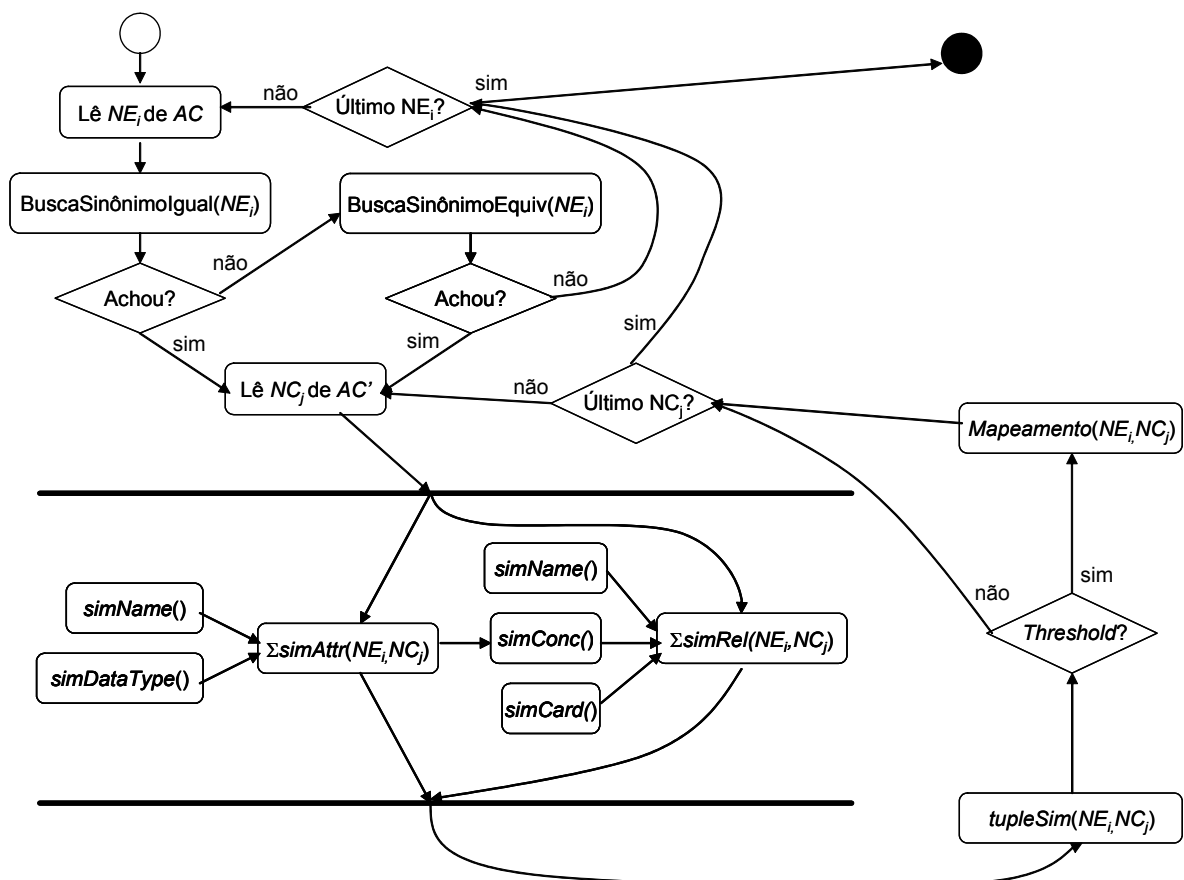 sim
não
Último NEi?
Lê NEi de AC
BuscaSinônimoIgual(NEi)
BuscaSinônimoEquiv(NEi)
não
não
Achou?
Achou?
sim
sim
sim
Lê NCj de AC’
não
Último NCj?
Mapeamento(NEi,NCj)
simName()
simName()
não
sim
ΣsimAttr(NEi,NCj)
simConc()
ΣsimRel(NEi,NCj)
Threshold?
simDataType()
simCard()
tupleSim(NEi,NCj)